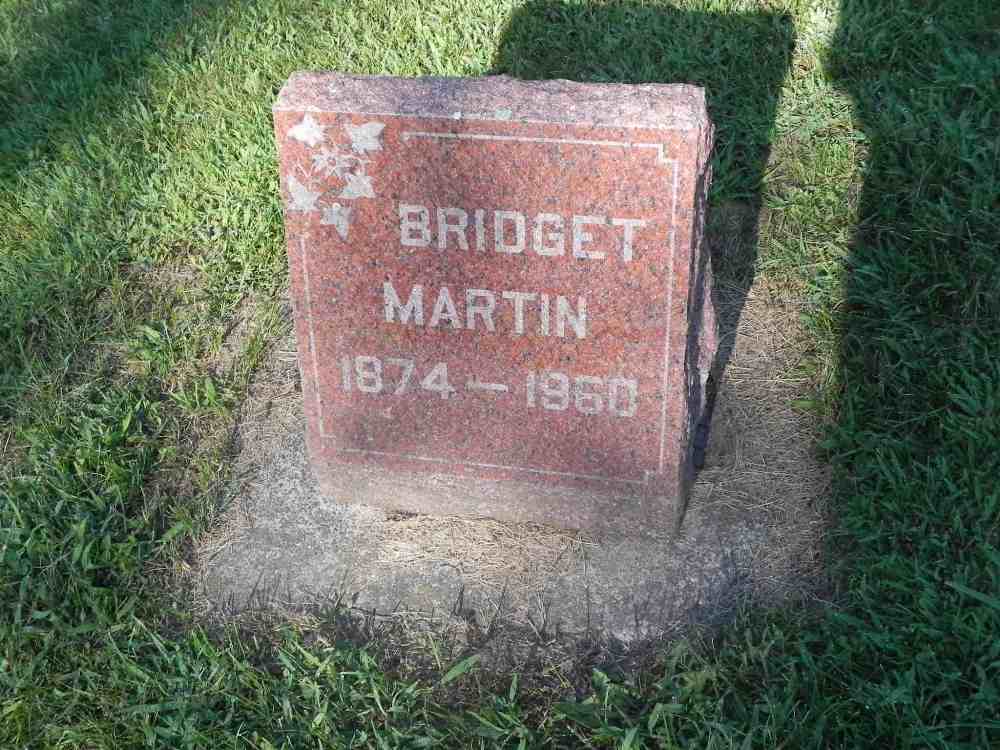 BRIDGET
MARTIN
1874 — 1960